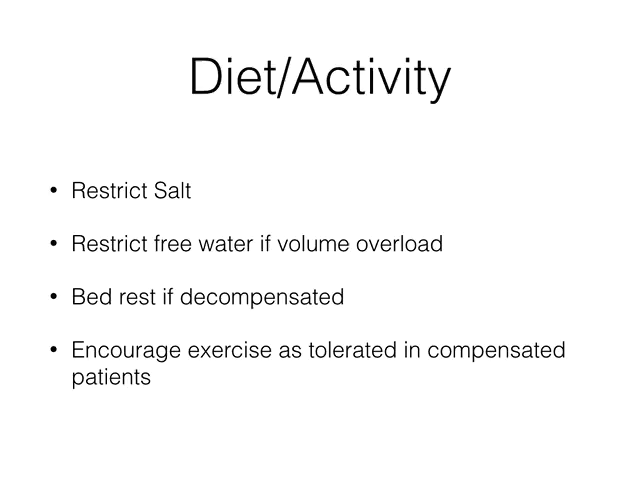 Diet/Activity
• Restrict Salt
• Restrict free water if volume overload
• Bed rest if decompensated
• Encourage exercise as tolerated in compensated
patients